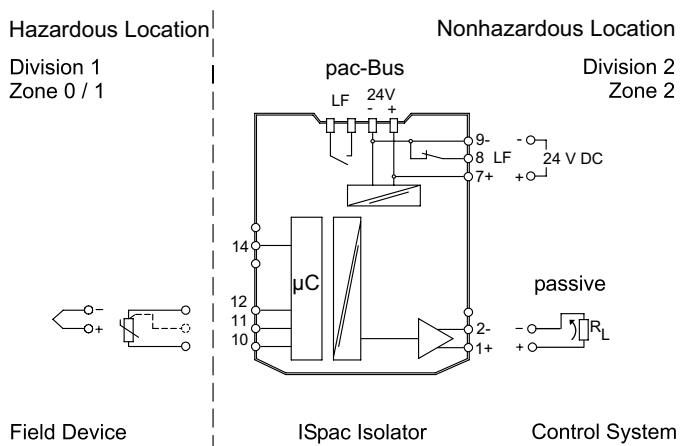 Hazardous Location
Nonhazardous Location
Division 1
Zone 0 / 1
pac-Bus
Division 2
Zone 2
LF
24V
- +
9-
8 LF
7+
-
+
24 V DC
14
µC
12
11
10
-
+
passive
2-
1+
-
+
RL
Field Device
ISpac Isolator
Control System